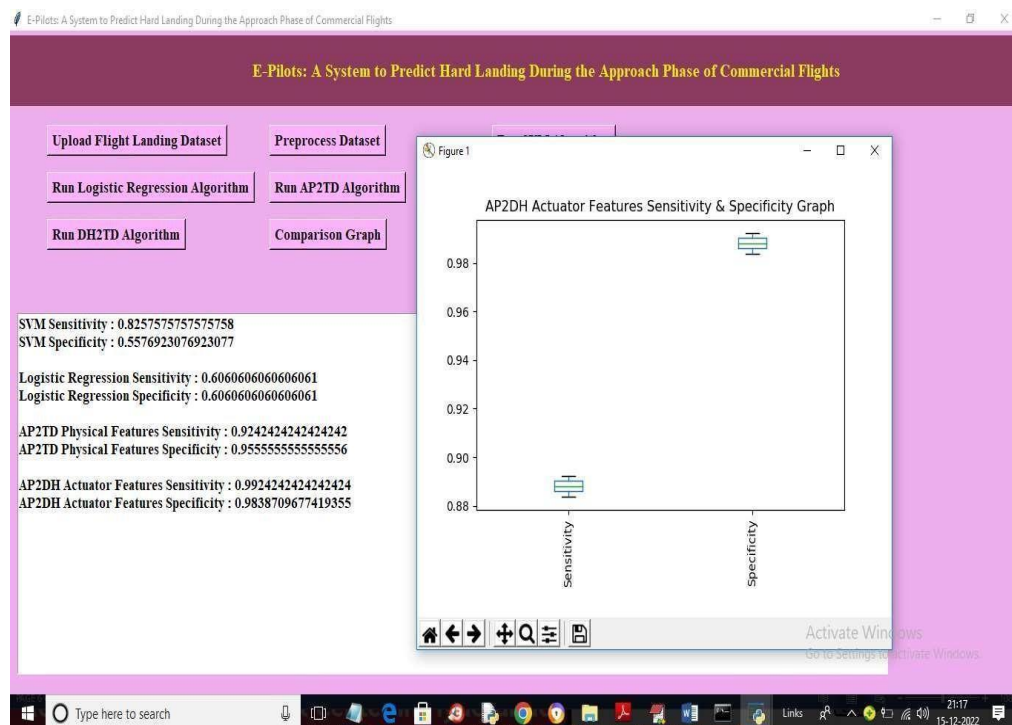 E-Pilots: A System to Predict Hard Landing During the Approach Phase of Commercial Flights
E-Pilots: A System to Predict Hard Landing During the Approach Phase of Commercial Flights
Upload Flight Landing Dataset
Preprocess Dataset
Run Logistic Regression Algorithm
Run AP2TD Algorithm
Run DH2TD Algorithm
Comparison Graph
SVM Sensitivity : 0.8257575757575758
SVM Specificity : 0.5576923076923077
Logistic Regression Sensitivity : 0.6060606060606061
Logistic Regression Specificity : 0.6060606060606061
AP2TD Physical Features Sensitivity : 0.9242424242424242
AP2TD Physical Features Specificity : 0.9555555555555556
AP2DH Actuator Features Sensitivity : 0.9924242424242424
AP2DH Actuator Features Specificity : 0.9838709677419355
Figure 1
AP2DH Actuator Features Sensitivity & Specificity Graph
0.98
0.96
0.94
0.92
0.90
0.88
Sensitivity
Specificity
Activate Windows
Go to Settings to activate Windows.
Type here to search
Links
21:17
15-12-2022